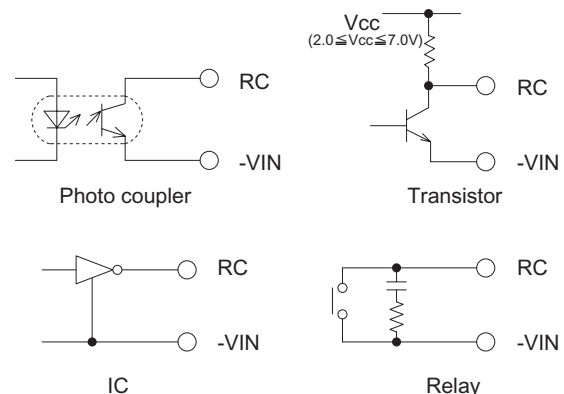 RC
-VIN
Photo coupler
Vcc
(2.0≦Vcc≦7.0V)
RC
-VIN
Transistor
RC
-VIN
IC
RC
-VIN
Relay